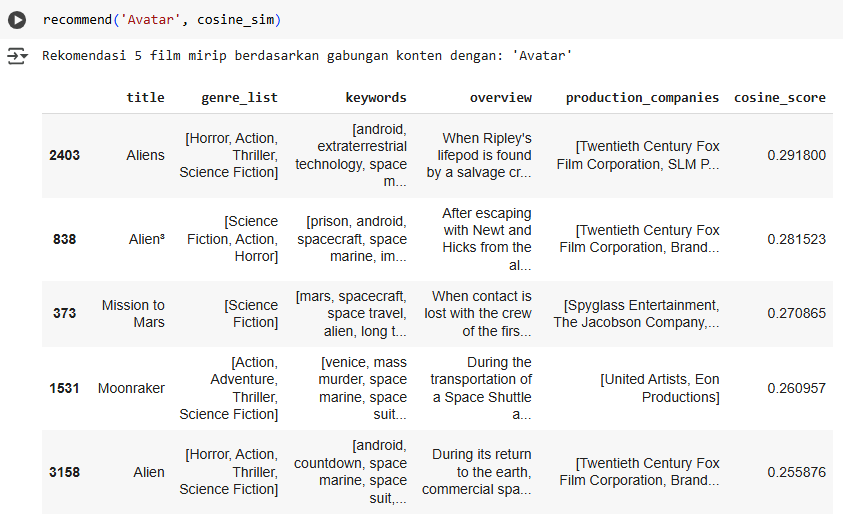 recommend('Avatar', cosine_sim)
Rekomendasi 5 film mirip berdasarkan gabungan konten dengan: 'Avatar'
title genre_list keywords overview production_companies cosine_score
2403 Aliens [Horror, Action, Thriller, Science Fiction] [android, extraterrestrial technology, space m... When Ripley's lifepod is found by a salvage cr... [Twentieth Century Fox Film Corporation, SLM P... 0.291800
838 Alien³ [Science Fiction, Action, Horror] [prison, android, spacecraft, space marine, im... After escaping with Newt and Hicks from the al... [Twentieth Century Fox Film Corporation, Brand... 0.281523
373 Mission to Mars [Science Fiction] [mars, spacecraft, space travel, alien, long t... When contact is lost with the crew of the firs... [Spyglass Entertainment, The Jacobson Company,... 0.270865
1531 Moonraker [Action, Adventure, Thriller, Science Fiction] [venice, mass murder, space marine, space suit... During the transportation of a Space Shuttle a... [United Artists, Eon Productions] 0.260957
3158 Alien [Horror, Action, Thriller, Science Fiction] [android, countdown, space marine, space suit,... During its return to the earth, commercial spa... [Twentieth Century Fox Film Corporation, Brand... 0.255876